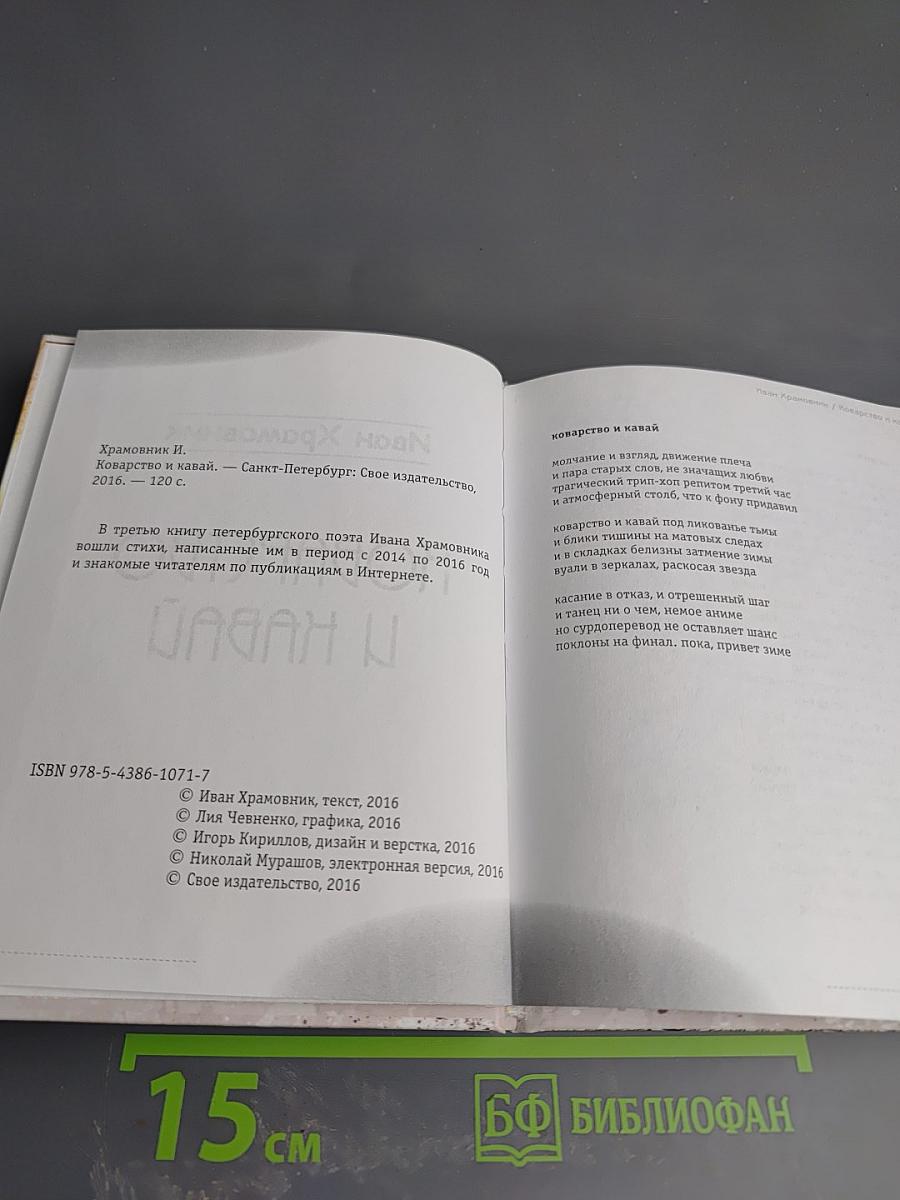 Иван Храмовник
Храмовник И.
Коварство и кавай. — Санкт-Петербург: Свое издательство,
2016. — 120 с.
В третью книгу петербургского поэта Ивана Храмовника
вошли стихи, написанные им в период с 2014 по 2016 год
и знакомые читателям по публикациям в Интернете.
И КАВАЙ
ISBN 978-5-4386-1071-7
© Иван Храмовник, текст, 2016
© Лия Чевненко, графика, 2016
© Игорь Кириллов, дизайн и верстка, 2016
© Николай Мурашов, электронная версия, 2016
© Свое издательство, 2016
Иван Храмовник / Коварство и к
коварство и кавай
молчание и взгляд, движение плеча
и пара старых слов, не значащих любви
трагический трип-хоп репитом третий час
и атмосферный столб, что к фону придавил
коварство и кавай под ликованье тьмы
и блики тишины на матовых следах
и в складках белизны затмение зимы
вуали в зеркалах, раскосая звезда
касание в отказ, и отрешенный шаг
и танец ни о чем, немое аниме
но сурдоперевод не оставляет шанс
поклоны на финал. пока, привет зиме
15 см
БФ БИБЛИОФАН